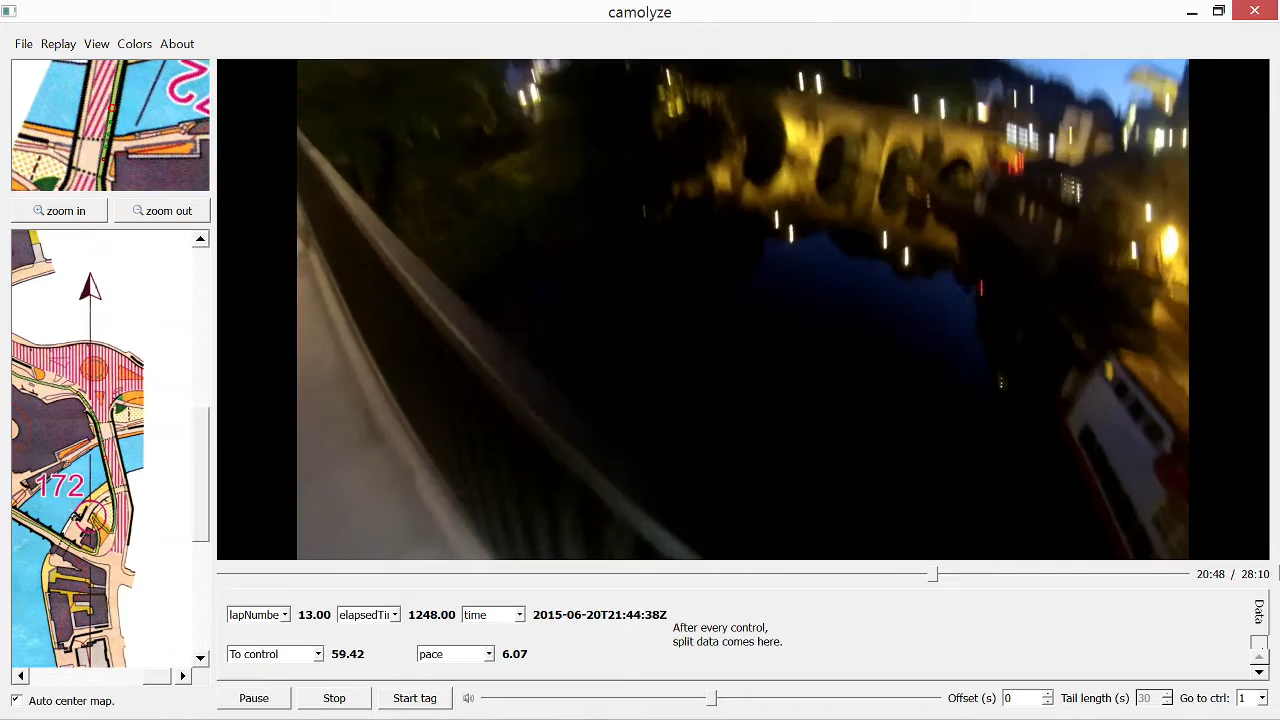 camolyze
File Replay View Colors About
zoom in zoom out
172
20:48 / 28:10
lapNumbe 13.00 elapsedTi 1248.00 time 2015-06-20T21:44:38Z
After every control,
split data comes here.
To control 59.42 pace 6.07
Data
Auto center map.
Pause Stop Start tag Offset (s) 0 Tail length (s) 30 Go to ctrl: 1